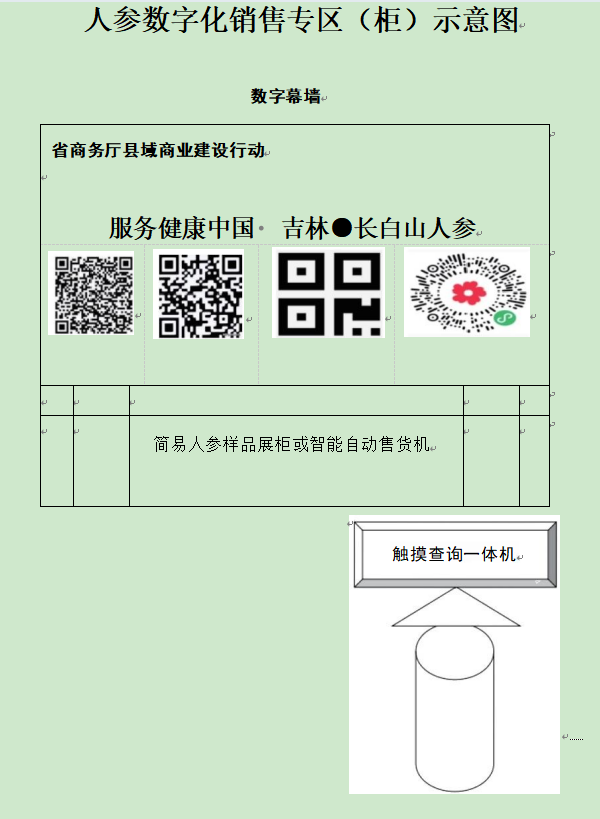 人参数字化销售专区（柜）示意图
数字幕墙
省商务厅县域商业建设行动
服务健康中国· 吉林●长白山人参
简易人参样品展柜或智能自动售货机
触摸查询一体机